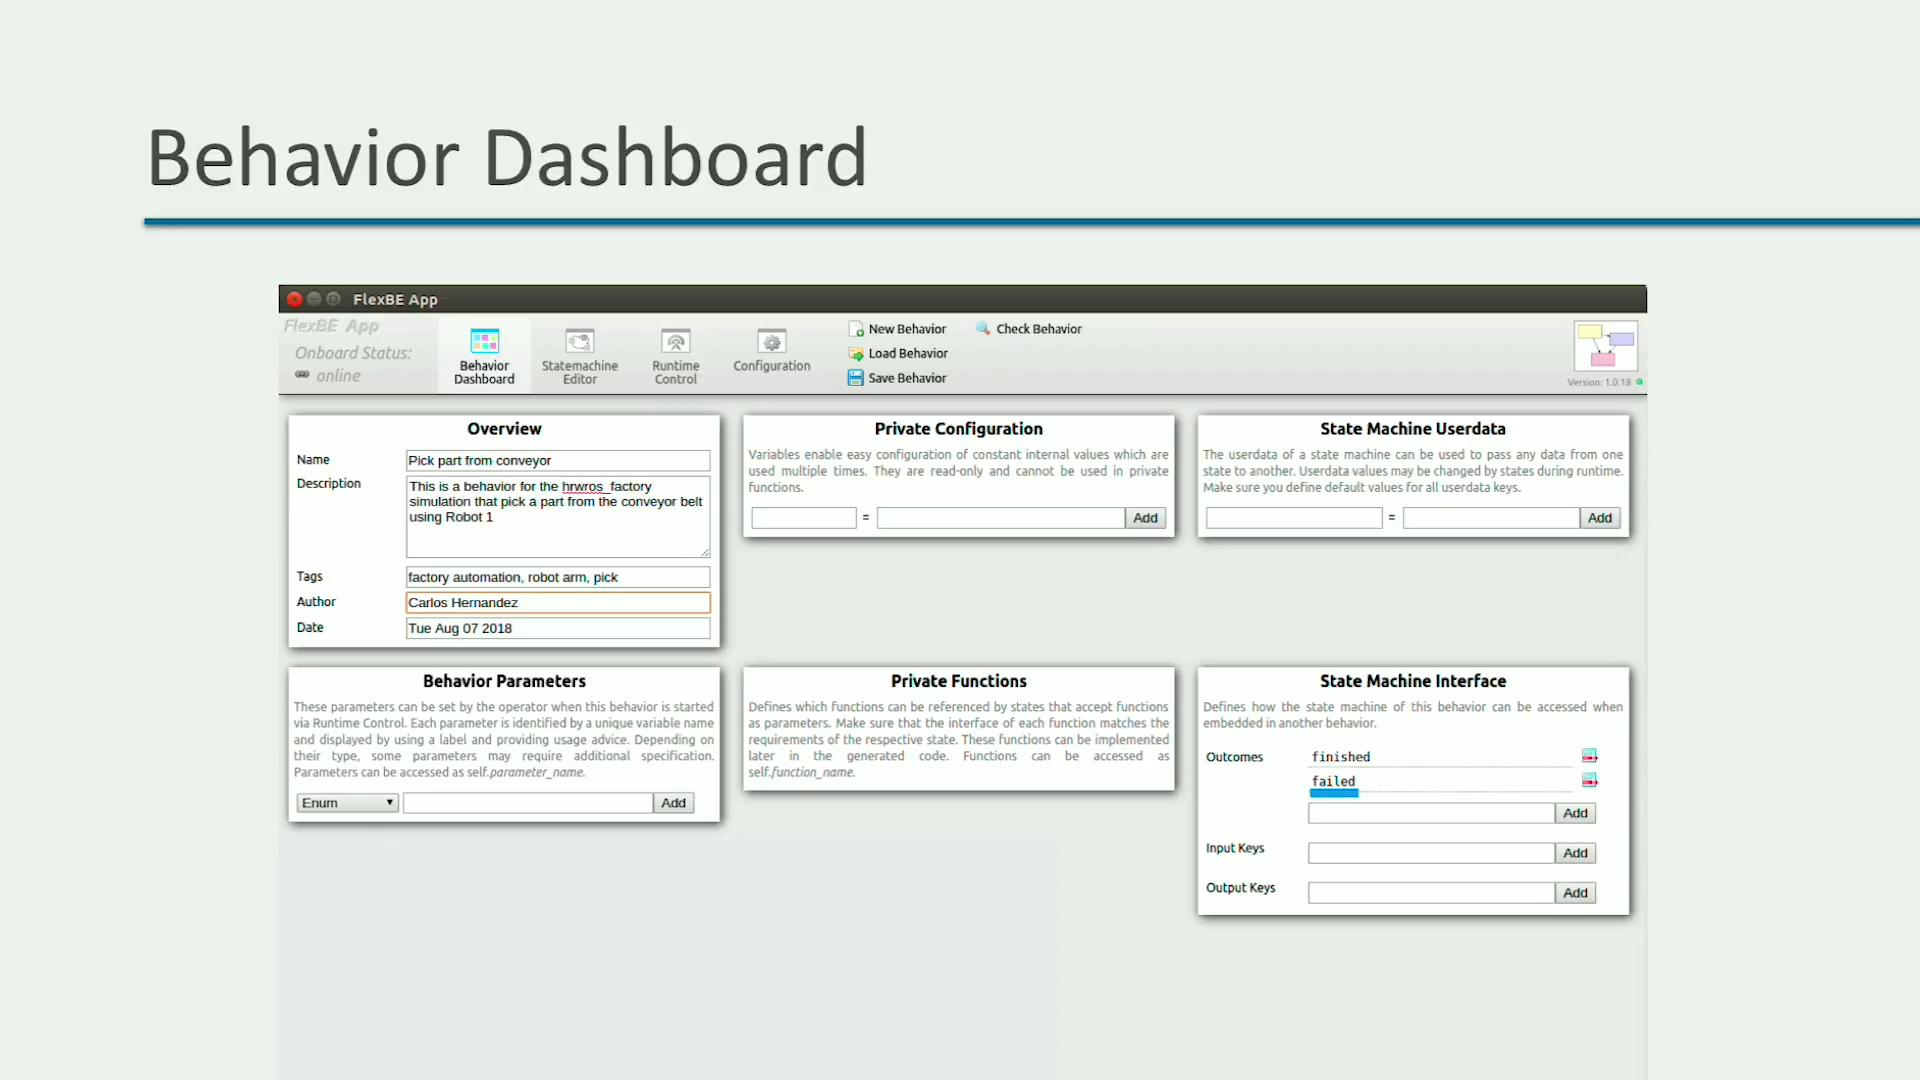 Behavior Dashboard
FlexBE App
FlexBE App
Onboard Status:
online
Behavior
Dashboard
Statemachine
Editor
Runtime
Control
Configuration
New Behavior
Load Behavior
Save Behavior
Check Behavior
Version: 1.0.18
Overview
Name
Pick part from conveyor
Description
This is a behavior for the hrwros_factory
simulation that pick a part from the conveyor belt
using Robot 1
Tags
factory automation, robot arm, pick
Author
Carlos Hernandez
Date
Tue Aug 07 2018
Private Configuration
Variables enable easy configuration of constant internal values which are
used multiple times. They are read-only and cannot be used in private
functions.
= Add
State Machine Userdata
The userdata of a state machine can be used to pass any data from one
state to another. Userdata values may be changed by states during runtime.
Make sure you define default values for all userdata keys.
= Add
Behavior Parameters
These parameters can be set by the operator when this behavior is started
via Runtime Control. Each parameter is identified by a unique variable name
and displayed by using a label and providing usage advice. Depending on
their type, some parameters may require additional specification.
Parameters can be accessed as self.parameter_name.
Enum Add
Private Functions
Defines which functions can be referenced by states that accept functions
as parameters. Make sure that the interface of each function matches the
requirements of the respective state. These functions can be implemented
later in the generated code. Functions can be accessed as
self.function_name.
State Machine Interface
Defines how the state machine of this behavior can be accessed when
embedded in another behavior.
Outcomes
finished
failed
Add
Input Keys
Add
Output Keys
Add